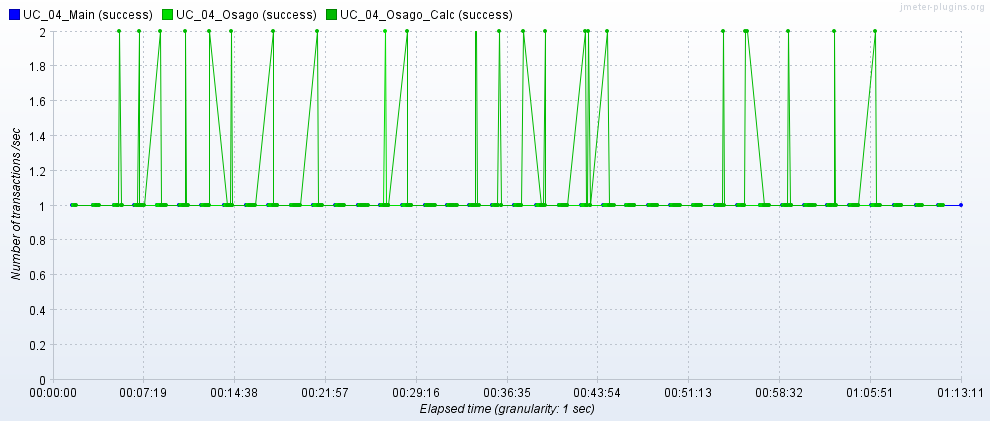 jmeter-plugins.org
UC_04_Main (success) UC_04_Osago (success) UC_04_Osago_Calc (success)
Number of transactions /sec
2
1.8
1.6
1.4
1.2
1
0.8
0.6
0.4
0.2
0
00:00:00 00:07:19 00:14:38 00:21:57 00:29:16 00:36:35 00:43:54 00:51:13 00:58:32 01:05:51 01:13:11
Elapsed time (granularity: 1 sec)